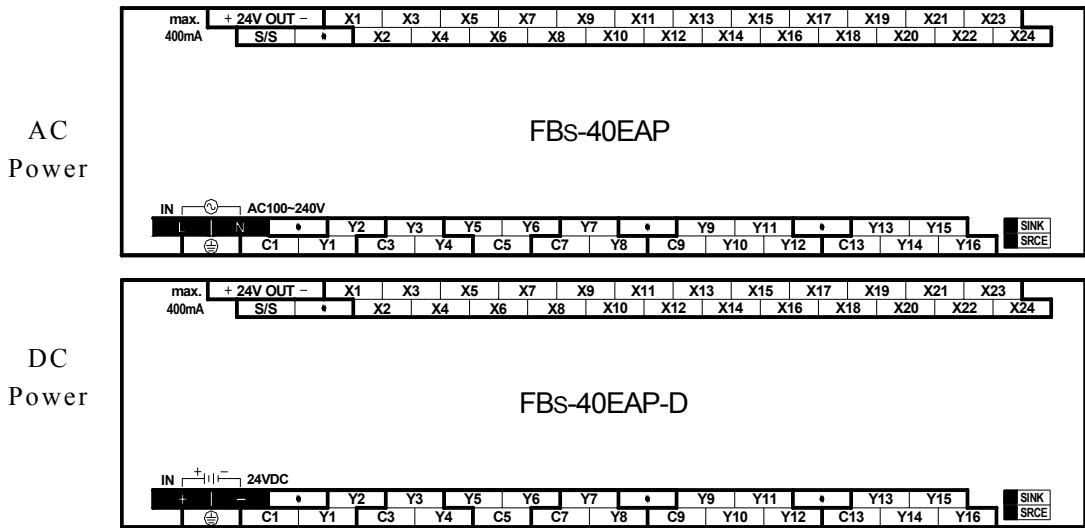 max. + 24V OUT − X1 X3 X5 X7 X9 X11 X13 X15 X17 X19 X21 X23
400mA S/S • X2 X4 X6 X8 X10 X12 X14 X16 X18 X20 X22 X24
AC
Power
FBS-40EAP
IN AC100~240V
L N • Y2 Y3 Y5 Y6 Y7 • Y9 Y11 • Y13 Y15 SINK
C1 Y1 C3 Y4 C5 C7 Y8 C9 Y10 Y12 C13 Y14 Y16 SRCE
max. + 24V OUT − X1 X3 X5 X7 X9 X11 X13 X15 X17 X19 X21 X23
400mA S/S • X2 X4 X6 X8 X10 X12 X14 X16 X18 X20 X22 X24
DC
Power
FBS-40EAP-D
IN + − 24VDC
+ − • Y2 Y3 Y5 Y6 Y7 • Y9 Y11 • Y13 Y15 SINK
C1 Y1 C3 Y4 C5 C7 Y8 C9 Y10 Y12 C13 Y14 Y16 SRCE